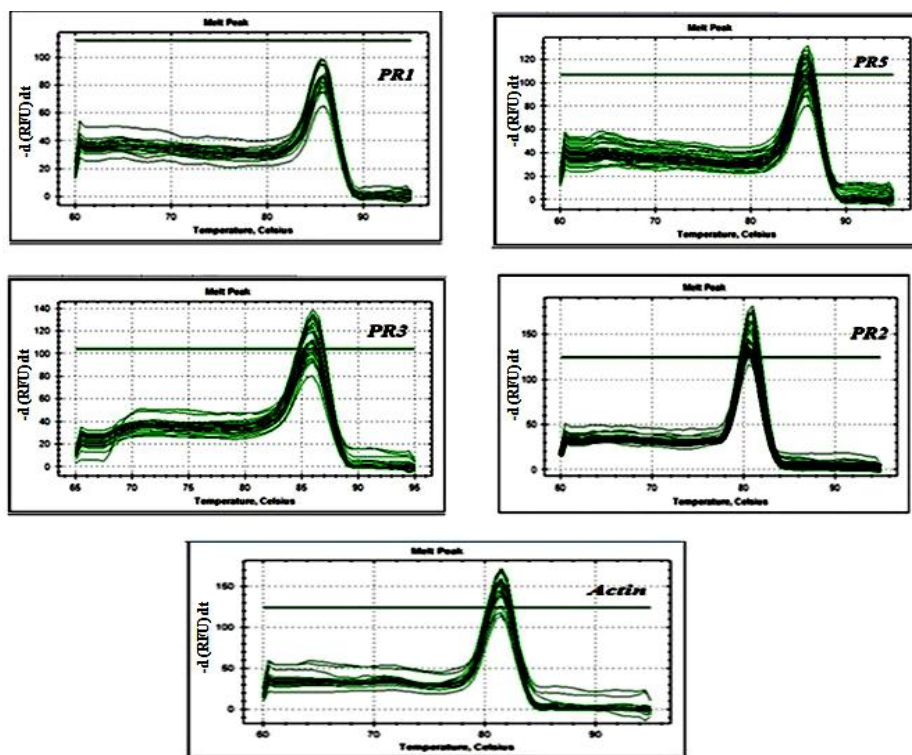 Melt Peak
-d (RFU) dt
PR1
100
80
60
40
20
0
60 70 80 90
Temperature, Celsius
Melt Peak
-d (RFU) dt
PR5
120
100
80
60
40
20
0
60 70 80 90
Temperature, Celsius
Melt Peak
-d (RFU) dt
PR3
140
120
100
80
60
40
20
0
65 70 75 80 85 90 95
Temperature, Celsius
Melt Peak
-d (RFU) dt
PR2
150
100
50
0
60 70 80 90
Temperature, Celsius
Melt Peak
-d (RFU) dt
Actin
150
100
50
0
60 70 80 90
Temperature, Celsius